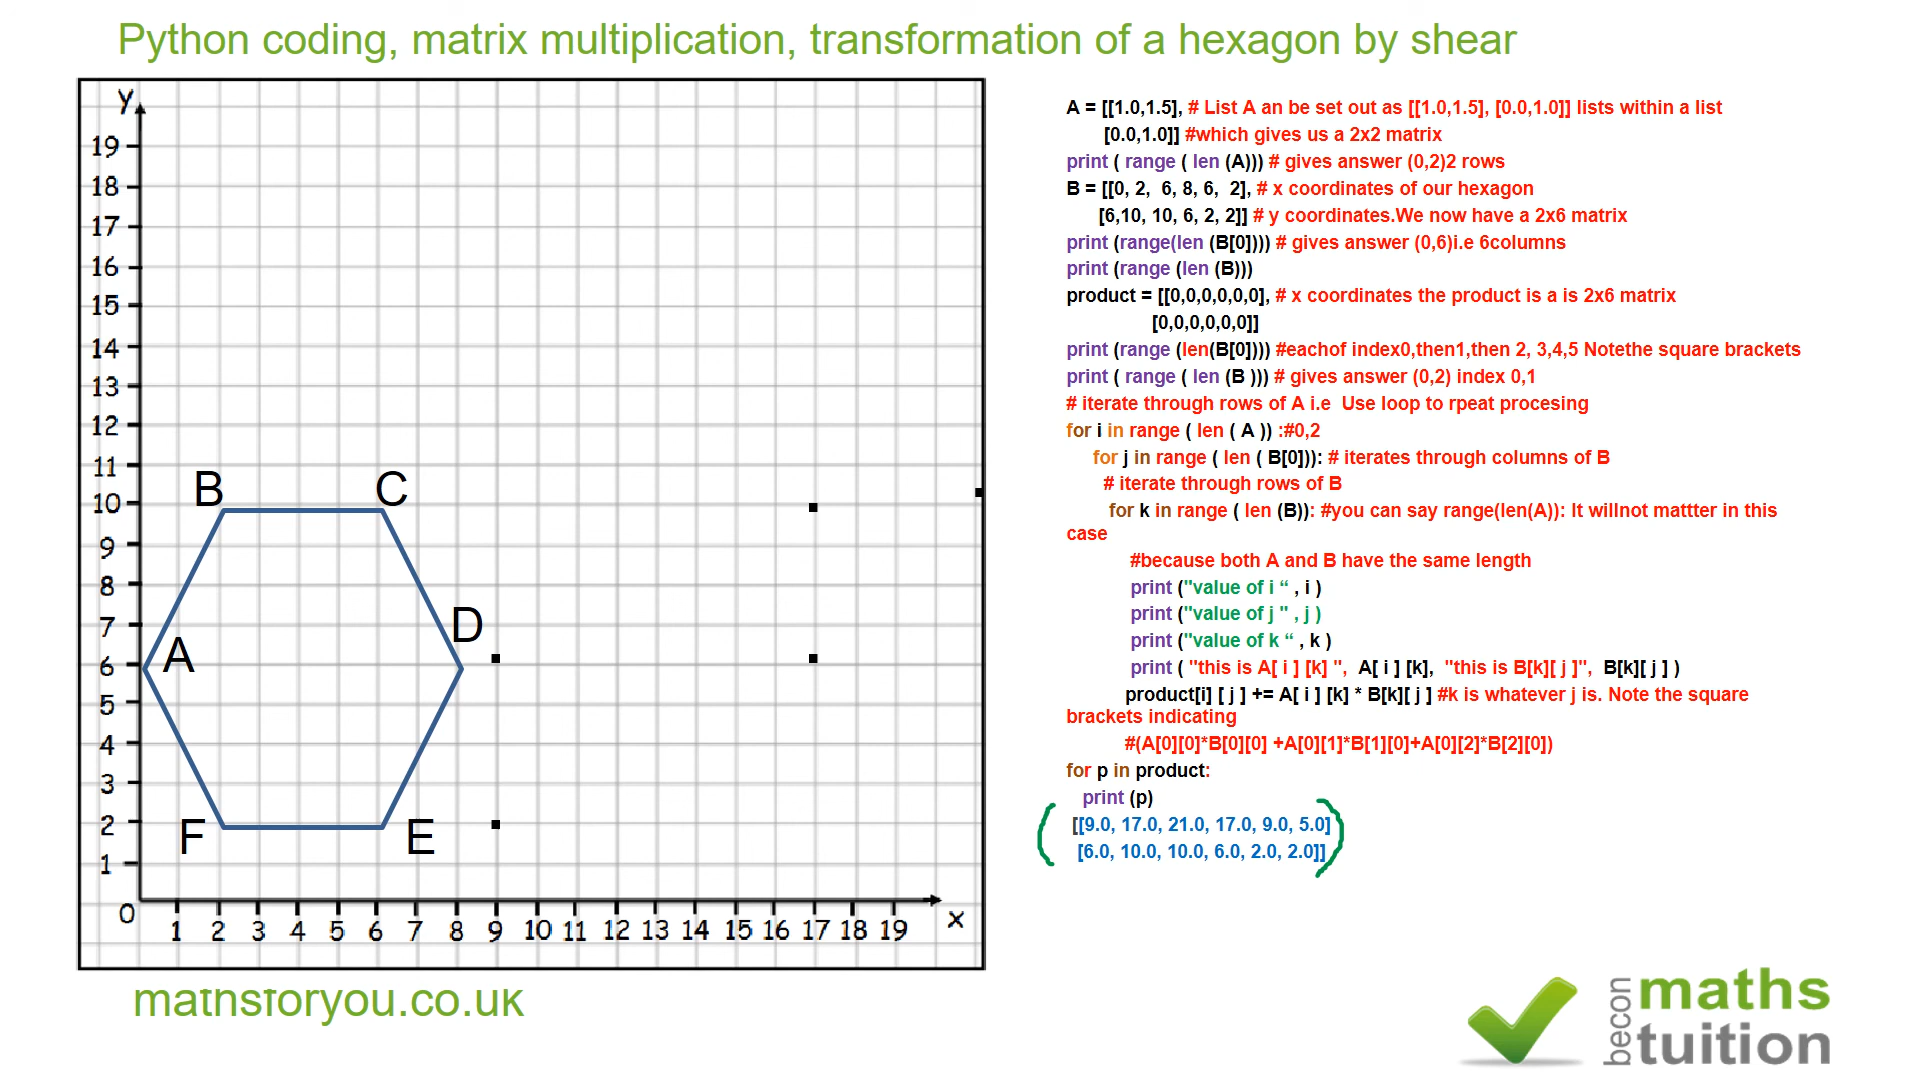 Python coding, matrix multiplication, transformation of a hexagon by shear
Y
19
18
17
16
15
14
13
12
11
10
9
8
7
6
5
4
3
2
1
0
1 2 3 4 5 6 7 8 9 10 11 12 13 14 15 16 17 18 19
x
B C
D
A
F E
A = [[1.0,1.5], # List A an be set out as [[1.0,1.5], [0.0,1.0]] lists within a list
[0.0,1.0]] #which gives us a 2x2 matrix
print ( range ( len (A))) # gives answer (0,2)2 rows
B = [[0, 2, 6, 8, 6, 2], # x coordinates of our hexagon
[6,10, 10, 6, 2, 2]] # y coordinates.We now have a 2x6 matrix
print (range(len (B[0]))) # gives answer (0,6)i.e 6columns
print (range (len (B)))
product = [[0,0,0,0,0,0], # x coordinates the product is a is 2x6 matrix
[0,0,0,0,0,0]]
print (range (len(B[0]))) #eachof index0,then1,then 2, 3,4,5 Notethe square brackets
print ( range ( len (B ))) # gives answer (0,2) index 0,1
# iterate through rows of A i.e Use loop to rpeat procesing
for i in range ( len ( A )) :#0,2
for j in range ( len ( B[0])): # iterates through columns of B
# iterate through rows of B
for k in range ( len (B)): #you can say range(len(A)): It willnot mattter in this
case
#because both A and B have the same length
print ("value of i “ , i )
print ("value of j " , j )
print ("value of k “ , k )
print ( "this is A[ i ] [k] ", A[ i ] [k], "this is B[k][ j ]", B[k][ j ] )
product[i] [ j ] += A[ i ] [k] * B[k][ j ] #k is whatever j is. Note the square
brackets indicating
#(A[0][0]*B[0][0] +A[0][1]*B[1][0]+A[0][2]*B[2][0])
for p in product:
print (p)
[[9.0, 17.0, 21.0, 17.0, 9.0, 5.0]
[6.0, 10.0, 10.0, 6.0, 2.0, 2.0]]
mathsforyou.co.uk
becon maths
tuition